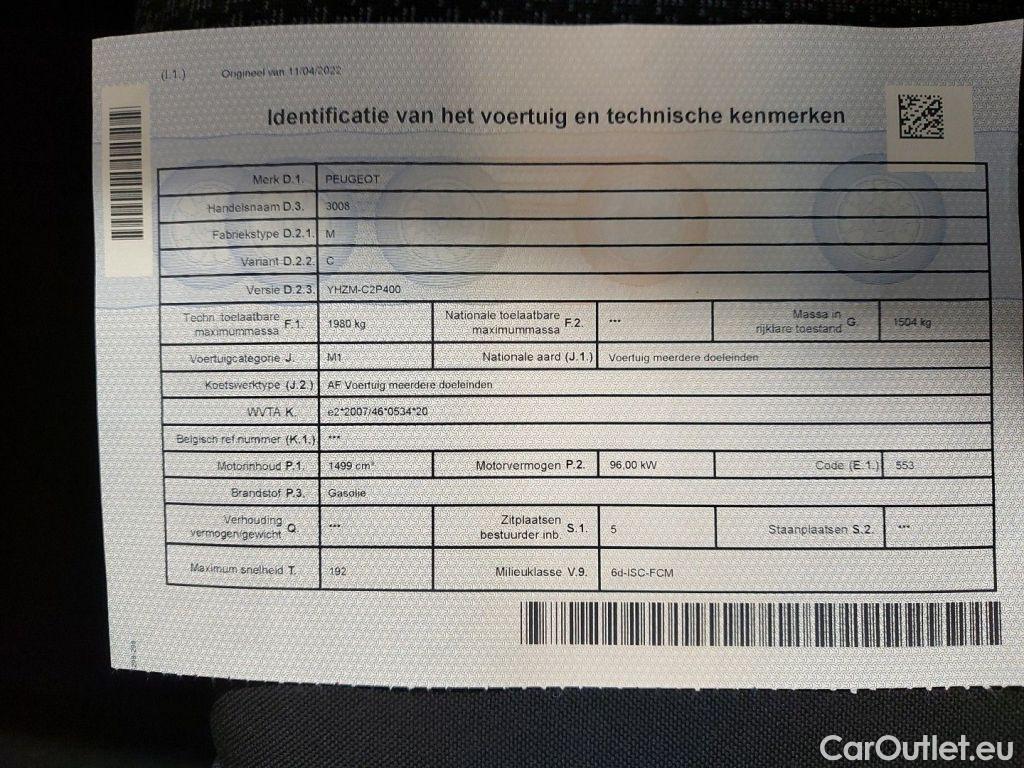 (I.1.) Origineel van 11/04/2022
Identificatie van het voertuig en technische kenmerken
Merk D.1. PEUGEOT
Handelsnaam D.3. 3008
Fabriekstype D.2.1. M
Variant D.2.2. C
Versie D.2.3. YHZM-C2P400
Techn. toelaatbare maximummassa F.1. 1980 kg Nationale toelaatbare maximummassa F.2. *** Massa in rijklare toestand G. 1504 kg
Voertuigcategorie J. M1 Nationale aard (J.1.) Voertuig meerdere doeleinden
Koetswerktype (J.2.) AF Voertuig meerdere doeleinden
WVTA K. e2*2007/46*0534*20
Belgisch ref.nummer (K.1.) ***
Motorinhoud P.1. 1499 cm³ Motorvermogen P.2. 96,00 kW Code (E.1.) 553
Brandstof P.3. Gasolie
Verhouding vermogen/gewicht Q. *** Zitplaatsen bestuurder inb. S.1. 5 Staanplaatsen S.2. ***
Maximum snelheid T. 192 Milieuklasse V.9. 6d-ISC-FCM
CarOutlet.eu